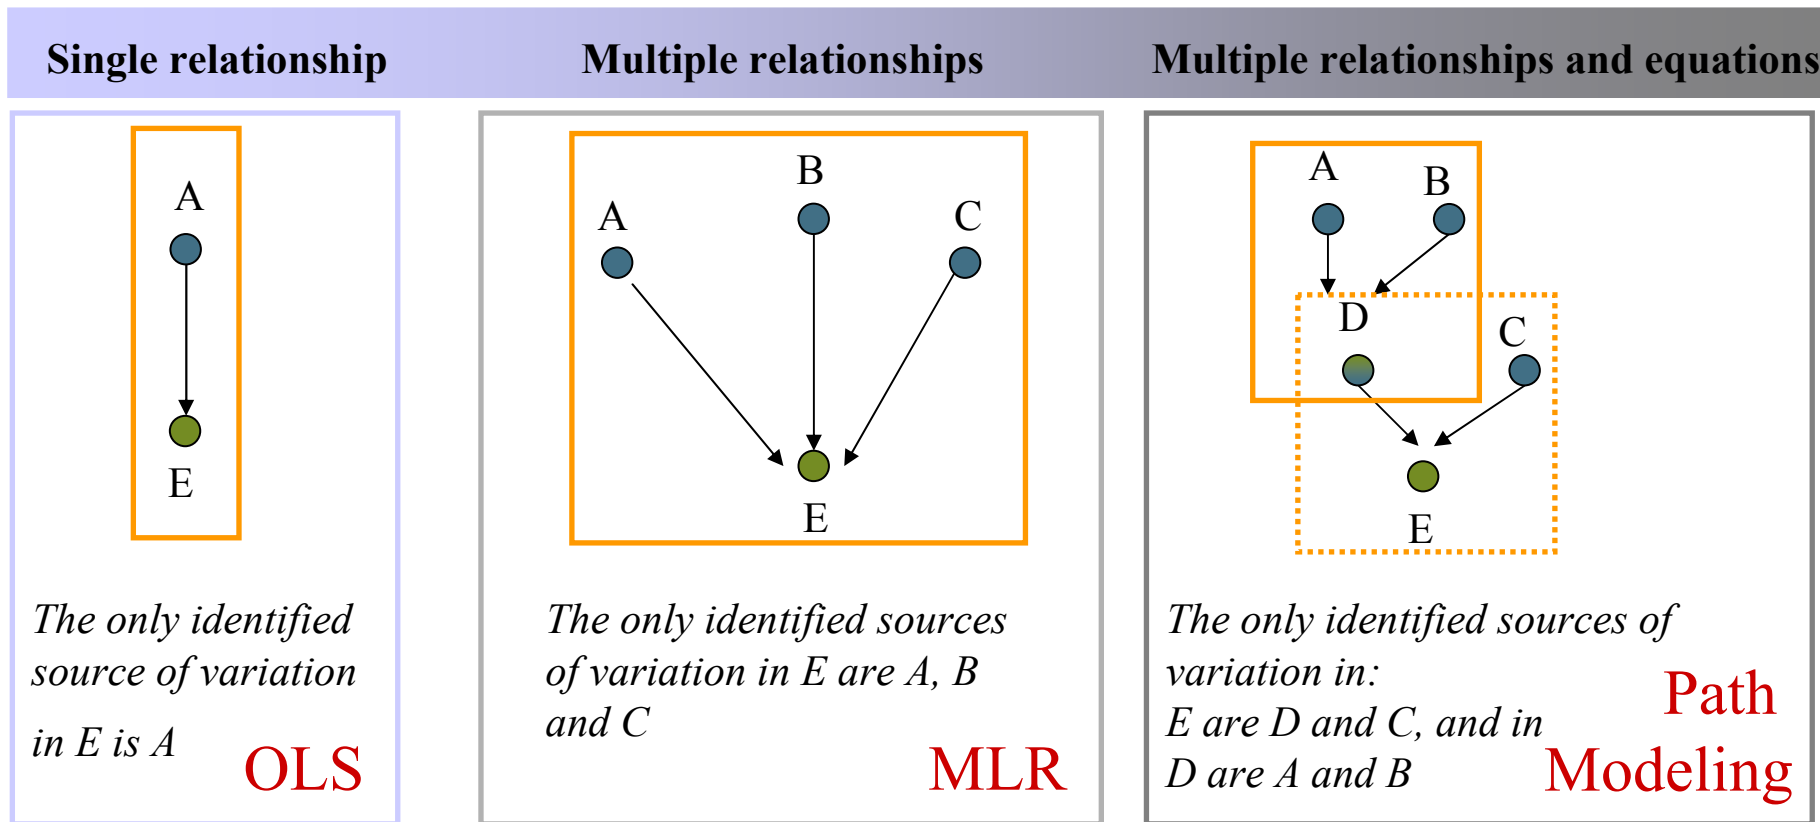 Single relationship
Multiple relationships
Multiple relationships and equations
A
E
The only identified
source of variation
in E is A
OLS
A
B
C
E
The only identified sources
of variation in E are A, B
and C
MLR
A
B
D
C
E
The only identified sources of
variation in:
E are D and C, and in
D are A and B
Path
Modeling